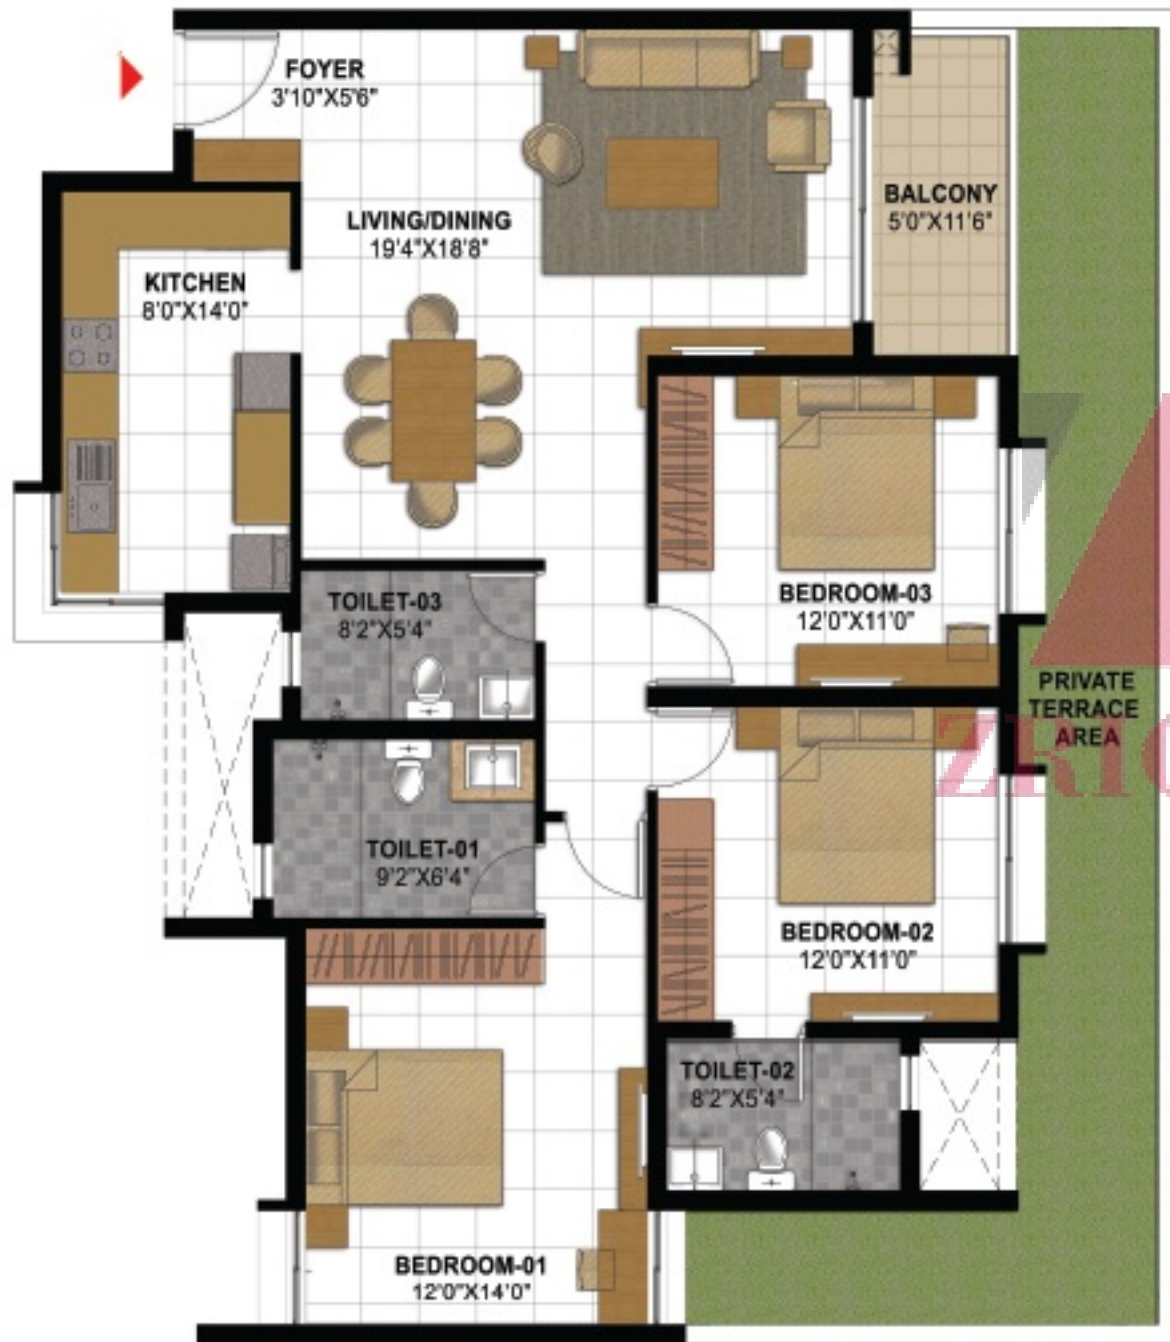 FOYER
3'10"X5'6"
LIVING/DINING
19'4"X18'8"
BALCONY
5'0"X11'6"
KITCHEN
8'0"X14'0"
BEDROOM-03
12'0"X11'0"
TOILET-03
8'2"X5'4"
PRIVATE
TERRACE
AREA
TOILET-01
9'2"X6'4"
BEDROOM-02
12'0"X11'0"
TOILET-02
8'2"X5'4"
BEDROOM-01
12'0"X14'0"